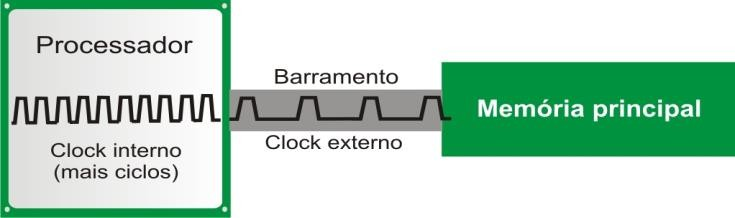 Processador
Clock interno
(mais ciclos)
Barramento
Clock externo
Memória principal